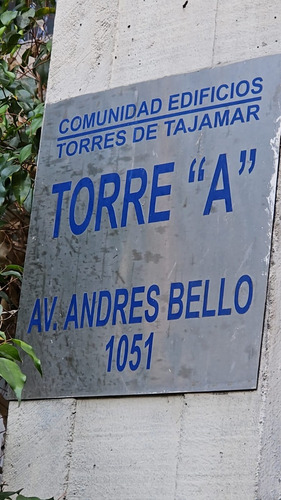 COMUNIDAD EDIFICIOS
TORRES DE TAJAMAR
TORRE “A”
AV. ANDRES BELLO
1051